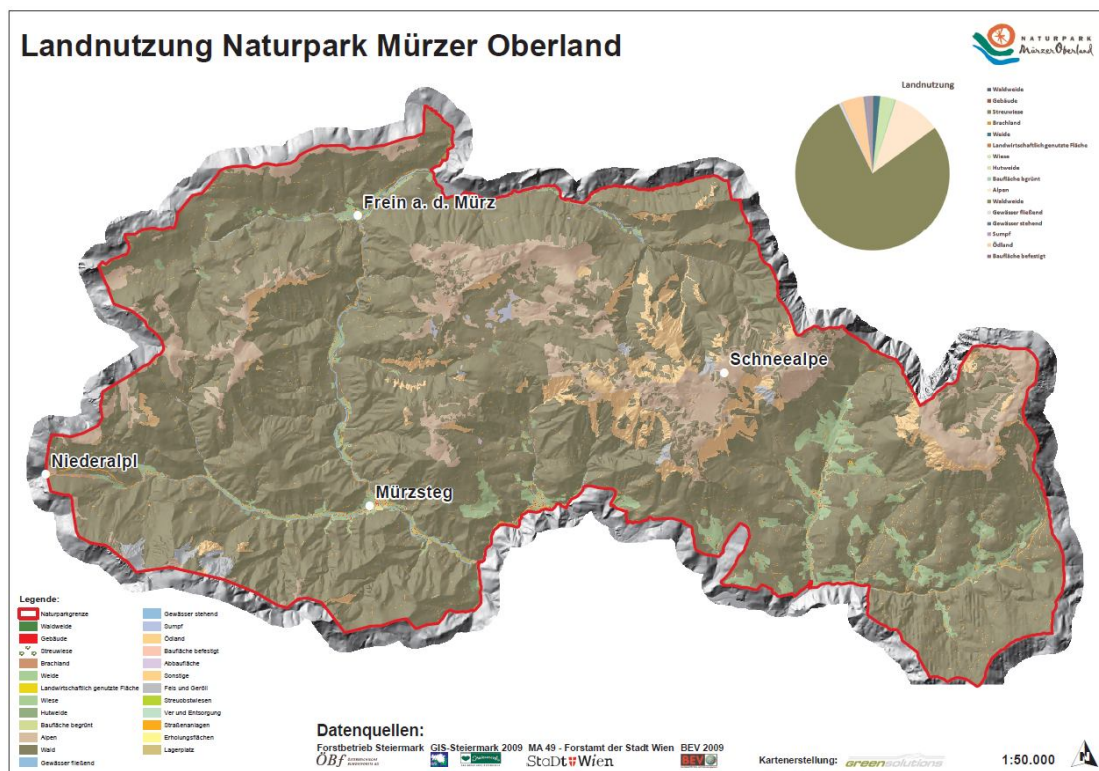 Landnutzung Naturpark Mürzer Oberland
NATURPARK
Mürzer Oberland
Landnutzung
Waldweide
Gebäude
Streuwiese
Brachland
Weide
Landwirtschaftlichgenutzte Fläche
Wiese
Hutweide
Baufläche bgrünt
Alpen
Waldweide
Gewässer fließend
Gewässer stehend
Sumpf
Ödland
Baufläche befestigt
Frein a. d. Mürz
Schneealpe
Niederalpl
Mürzsteg
Legende:
Naturparkgrenze
Waldweide
Gebäude
Streuwiese
Brachland
Weide
Landwirtschaftlich genutzte Fläche
Wiese
Hutweide
Baufläche begrünt
Alpen
Wald
Gewässer fließend
Gewässer stehend
Sumpf
Ödland
Baufläche befestigt
Abbaufläche
Sonstige
Fels und Geröll
Streuobstwiesen
Ver und Entsorgung
Straßenanlagen
Erholungsflächen
Lagerplatz
Datenquellen:
Forstbetrieb Steiermark GIS-Steiermark 2009 MA 49 - Forstamt der Stadt Wien BEV 2009
ÖBf StaDt Wien BEV
Kartenerstellung: greensolutions 1:50.000 N